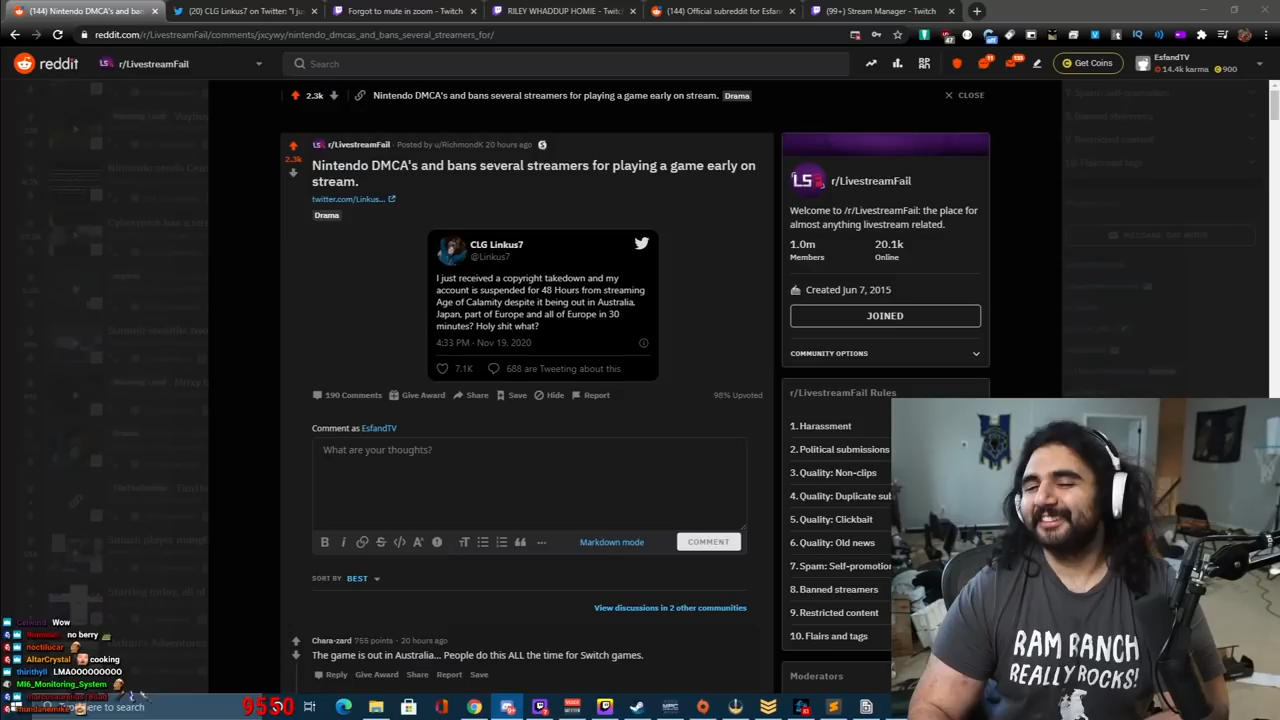 (144) Nintendo DMCA's and bans
(20) CLG Linkus7 on Twitter: "I jus
Forgot to mute in zoom - Twitch
RILEY WHADDUP HOMIE - Twitc
(144) Official subreddit for Esfan
(99+) Stream Manager - Twitch
reddit.com/r/LivestreamFail/comments/jxcywy/nintendo_dmcas_and_bans_several_streamers_for/
reddit
r/LivestreamFail
Search
Get Coins
EsfandTV
14.4k karma 900
2.3k
Nintendo DMCA's and bans several streamers for playing a game early on stream. Drama
CLOSE
r/LivestreamFail • Posted by u/RichmondK 20 hours ago
2.3k
Nintendo DMCA's and bans several streamers for playing a game early on
stream.
twitter.com/Linkus...
Drama
CLG Linkus7
@Linkus7
I just received a copyright takedown and my
account is suspended for 48 Hours from streaming
Age of Calamity despite it being out in Australia,
Japan, part of Europe and all of Europe in 30
minutes? Holy shit what?
4:33 PM · Nov 19, 2020
7.1K 688 are Tweeting about this
190 Comments Give Award Share Save Hide Report
98% Upvoted
Comment as EsfandTV
What are your thoughts?
Markdown mode
COMMENT
SORT BY BEST
View discussions in 2 other communities
Chara-zard 755 points · 20 hours ago
The game is out in Australia... People do this ALL the time for Switch games.
Reply Give Award Share Report Save
r/LivestreamFail
Welcome to /r/LivestreamFail: the place for
almost anything livestream related.
1.0m 20.1k
Members Online
Created Jun 7, 2015
JOINED
COMMUNITY OPTIONS
r/LivestreamFail Rules
1. Harassment
2. Political submissions
3. Quality: Non-clips
4. Quality: Duplicate sub
5. Quality: Clickbait
6. Quality: Old news
7. Spam: Self-promotion
8. Banned streamers
9. Restricted content
10. Flairs and tags
Moderators
RAM RANCH
REALLY ROCKS!
Wow
no berry
noctilucar
AltarCrystal cooking
thirithyll LMAOOOOOOOO
MI6_Monitoring_System
mundanemike
to search
9550